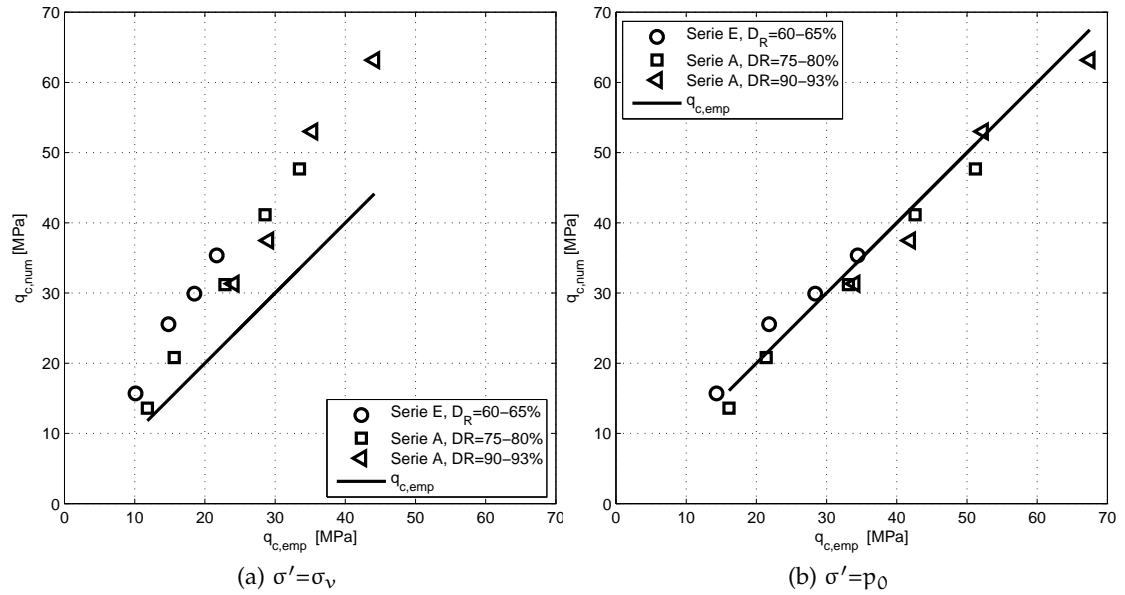 70
60
50
40
30
20
10
0
q_c,num [MPa]
0 10 20 30 40 50 60 70
q_c,emp [MPa]
Serie E, D_R=60−65%
Serie A, DR=75−80%
Serie A, DR=90−93%
q_c,emp
(a) σ′=σ_v
70
60
50
40
30
20
10
0
q_c,num [MPa]
0 10 20 30 40 50 60 70
q_c,emp [MPa]
Serie E, D_R=60−65%
Serie A, DR=75−80%
Serie A, DR=90−93%
q_c,emp
(b) σ′=p_0